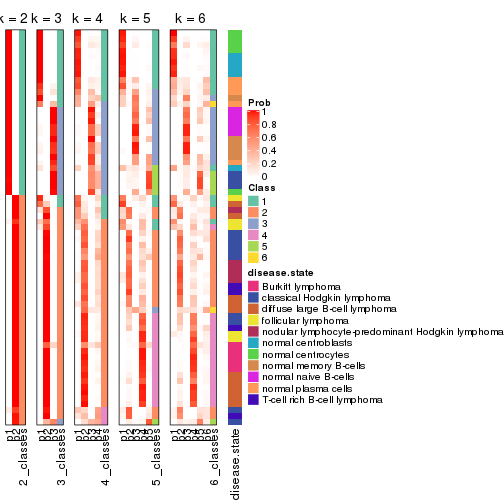 k = 2 k = 3 k = 4 k = 5 k = 6
Prob
1
0.8
0.6
0.4
0.2
0
Class
1
2
3
4
5
6
disease.state
Burkitt lymphoma
classical Hodgkin lymphoma
diffuse large B-cell lymphoma
follicular lymphoma
nodular lymphocyte-predominant Hodgkin lymphoma
normal centroblasts
normal centrocytes
normal memory B-cells
normal naive B-cells
normal plasma cells
T-cell rich B-cell lymphoma
p1
p2
2_classes
p1
p2
p3
3_classes
p1
p2
p3
p4
4_classes
p1
p2
p3
p4
p5
5_classes
p1
p2
p3
p4
p5
p6
6_classes
disease.state